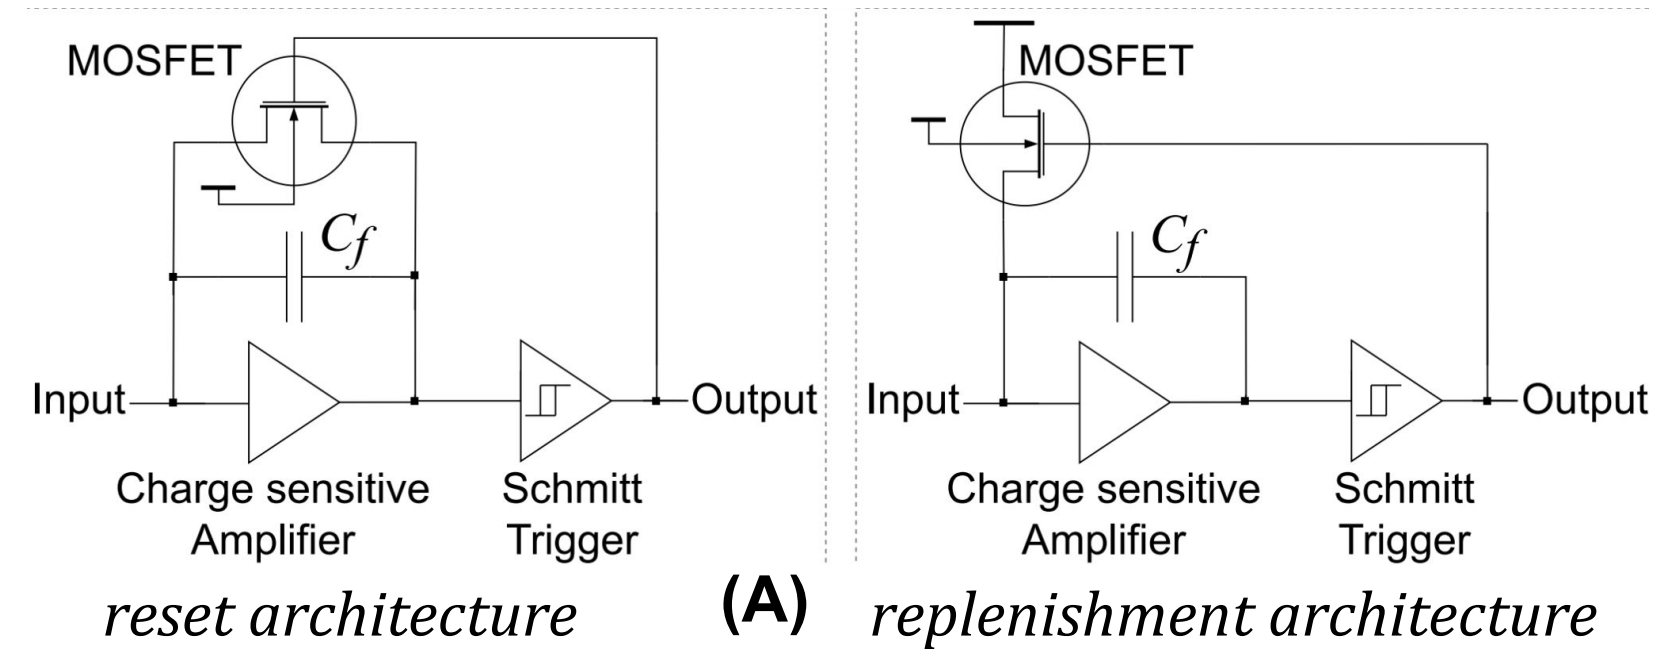 MOSFET
C_f
Input
Output
Charge sensitive
Amplifier
Schmitt
Trigger
reset architecture
(A)
MOSFET
C_f
Input
Output
Charge sensitive
Amplifier
Schmitt
Trigger
replenishment architecture